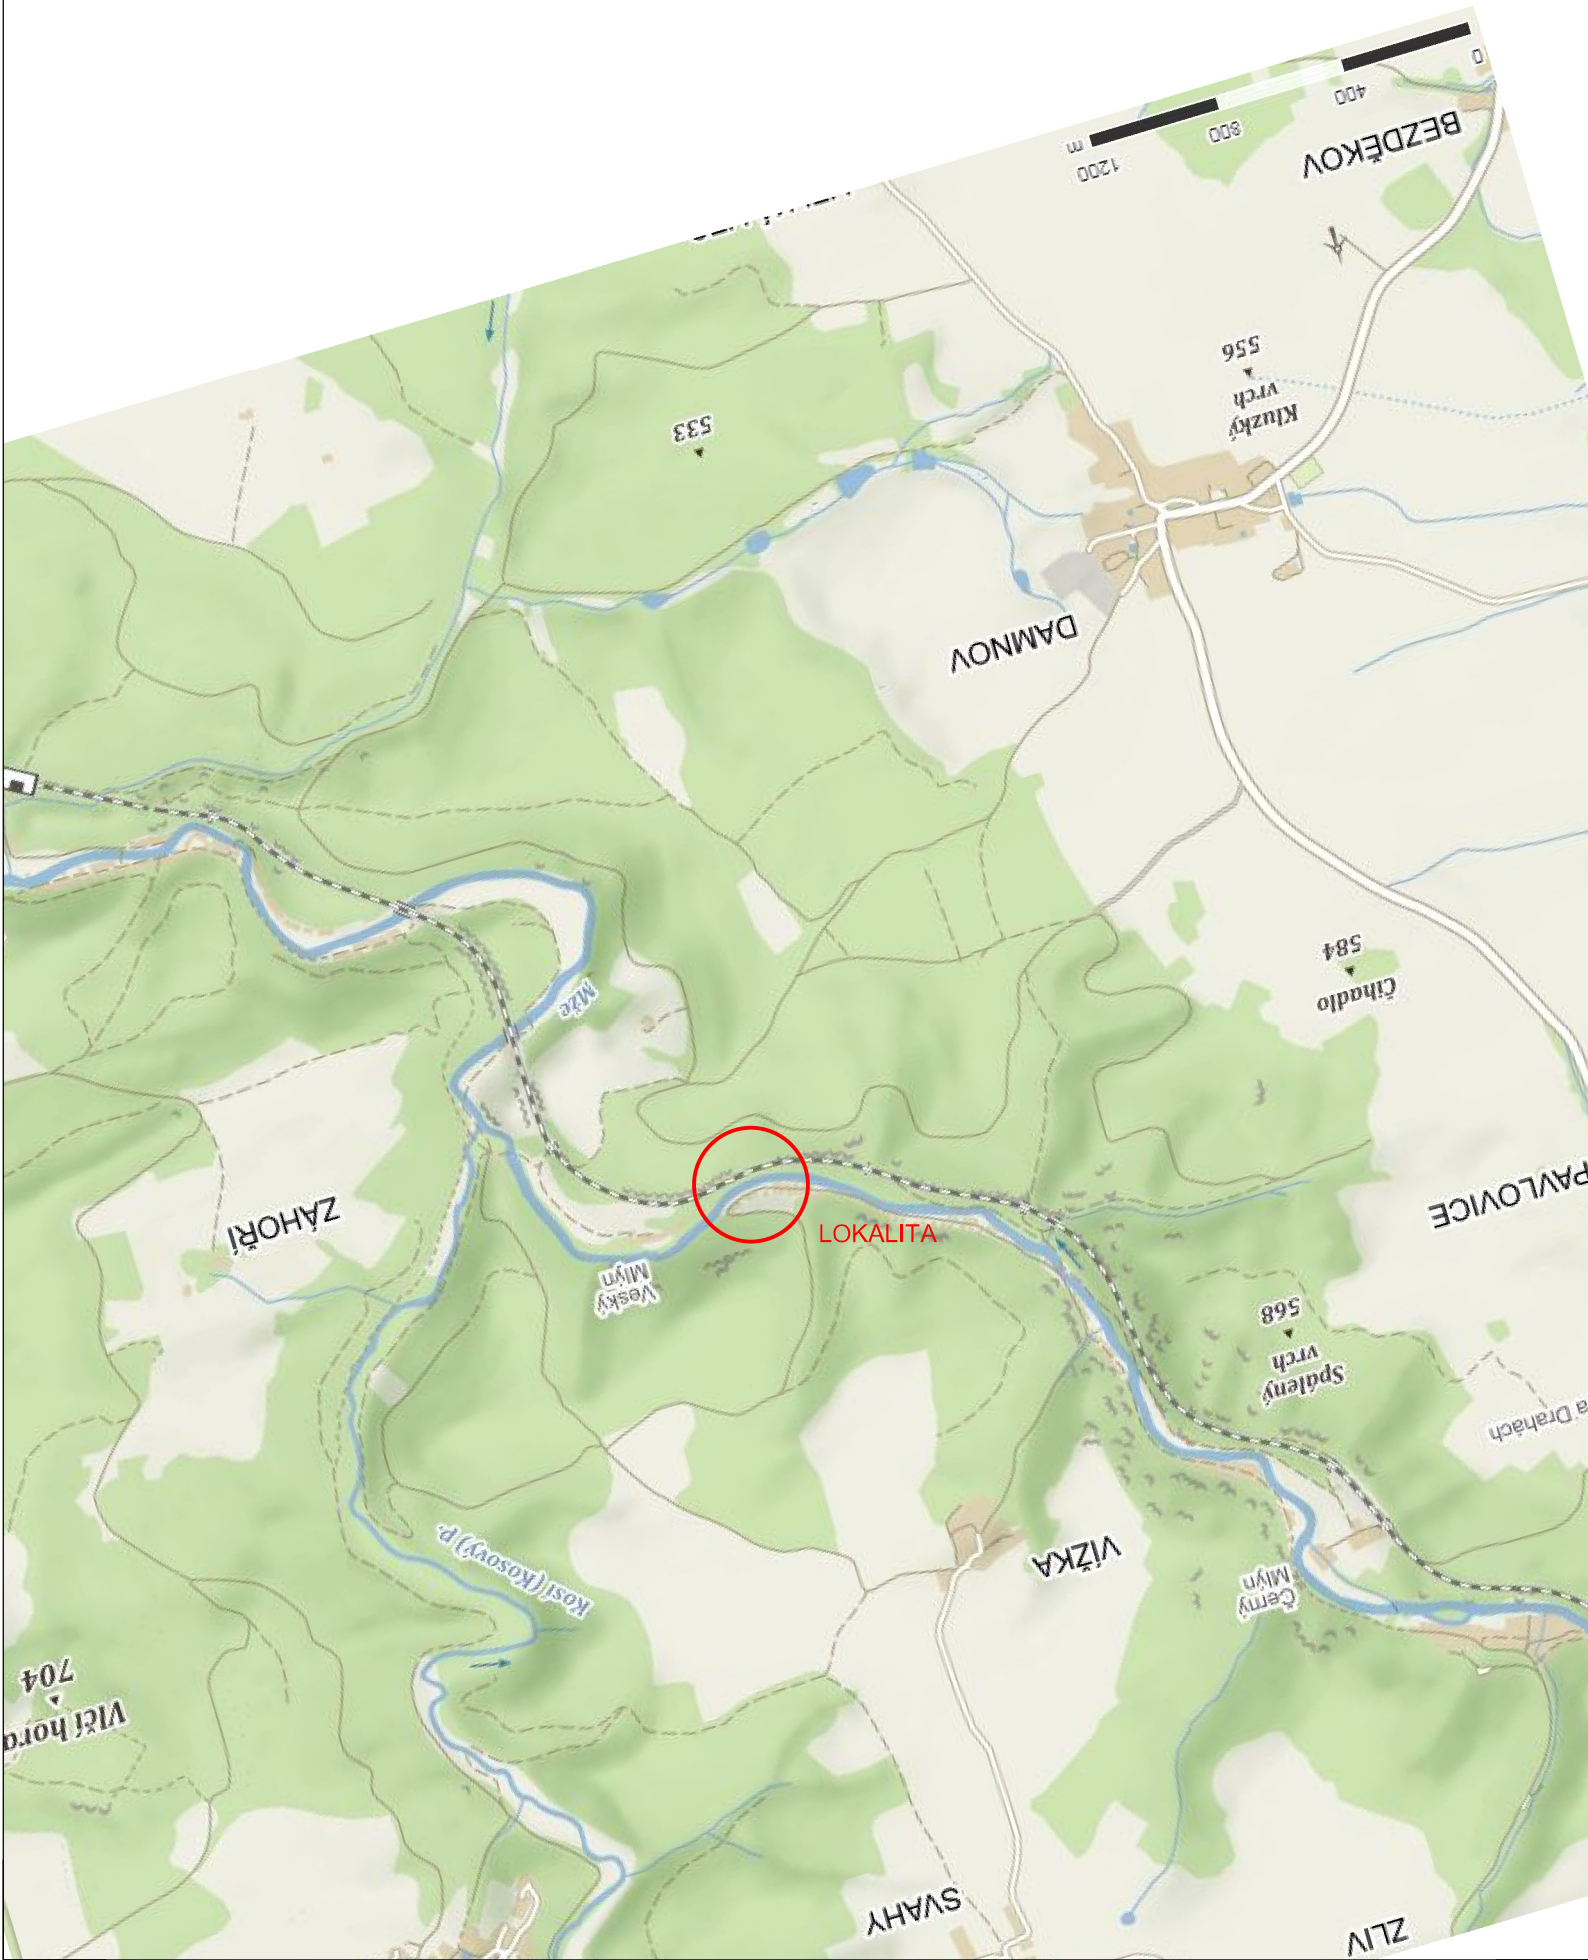 0
400
800
1200
m
BEZDĚKOV
556
Kluzký
vrch
533
DAMNOV
584
Čihadlo
Mže
PAVLOVICE
ZÁHOŘÍ
LOKALITA
Veský
Mlýn
568
Spálený
vrch
a Drahách
Kosí (Kosový) p.
VÍŽKA
Černý
Mlýn
704
Vlčí hora
SVAHY
ZLIV